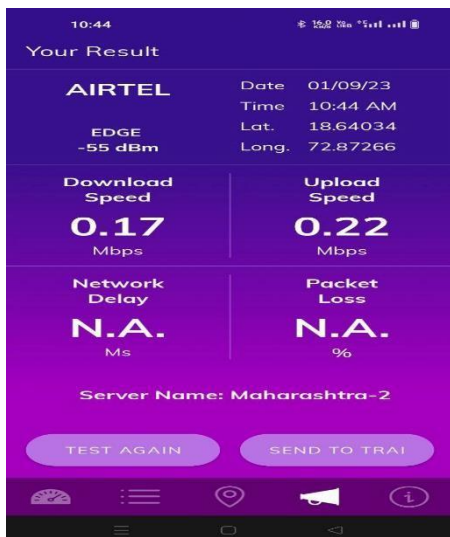 10:44
Your Result
AIRTEL
EDGE
-55 dBm
Date 01/09/23
Time 10:44 AM
Lat. 18.64034
Long. 72.87266
Download
Speed
0.17
Mbps
Upload
Speed
0.22
Mbps
Network
Delay
N.A.
Ms
Packet
Loss
N.A.
%
Server Name: Maharashtra-2
TEST AGAIN
SEND TO TRAI